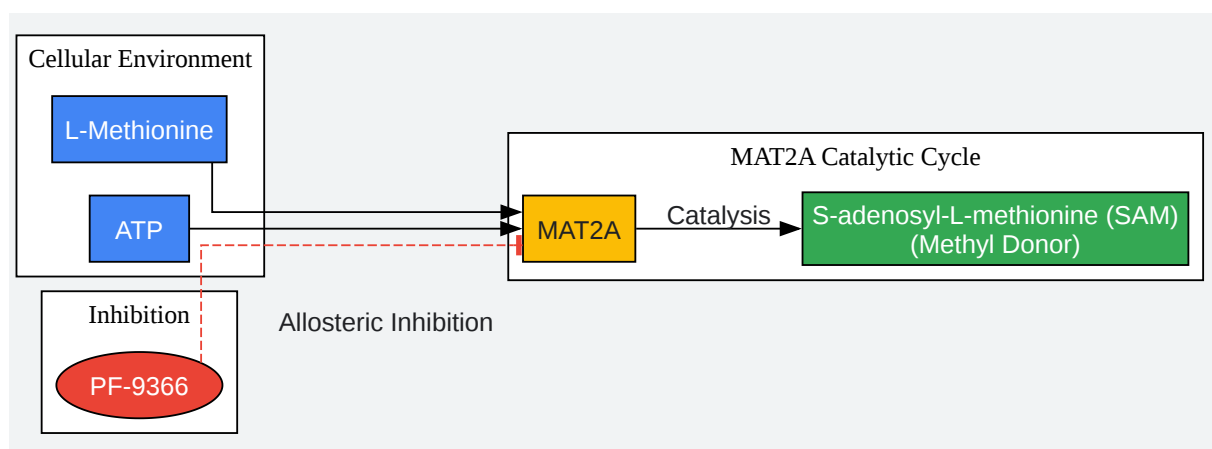 Cellular Environment
L-Methionine
ATP
MAT2A Catalytic Cycle
MAT2A
Catalysis
S-adenosyl-L-methionine (SAM)
(Methyl Donor)
Inhibition
PF-9366
Allosteric Inhibition